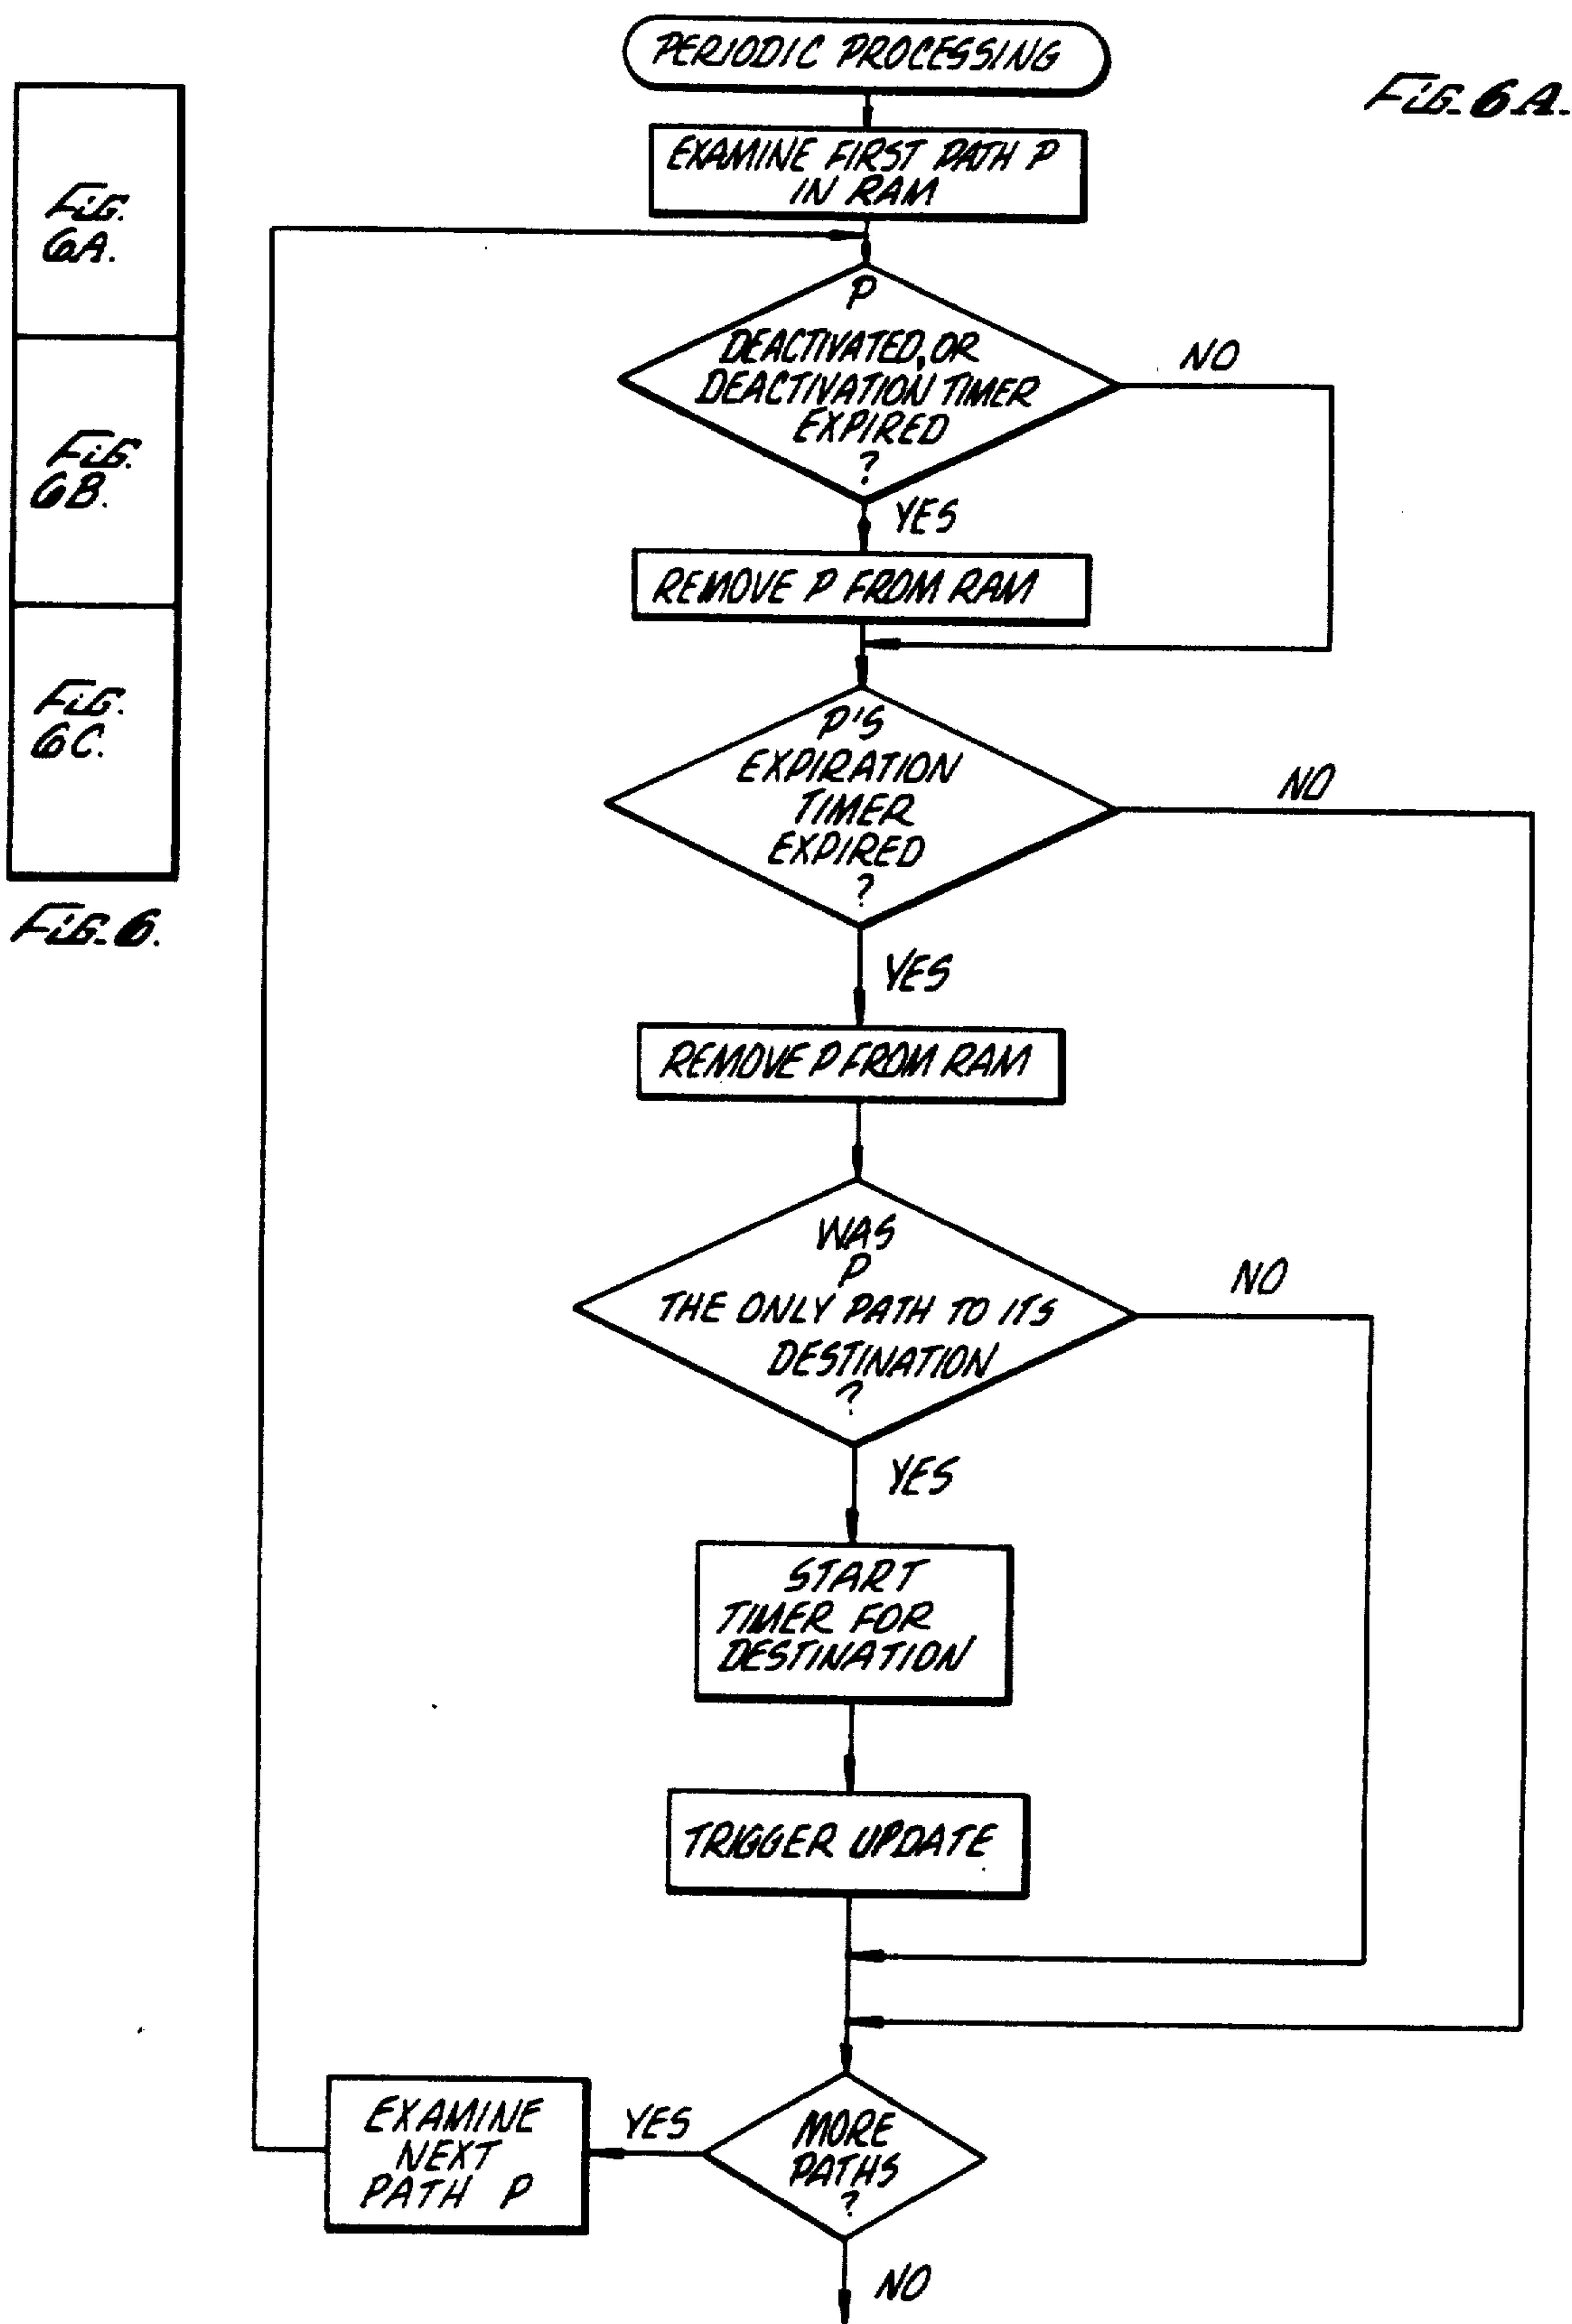 PERIODIC PROCESSING
FIG. 6A.
EXAMINE FIRST PATH P
IN RAM
FIG.
6A.
FIG.
6B.
FIG.
6C.
FIG. 6.
P
DEACTIVATED, OR
DEACTIVATION TIMER
EXPIRED
?
NO
YES
REMOVE P FROM RAM
P'S
EXPIRATION
TIMER
EXPIRED
?
NO
YES
REMOVE P FROM RAM
WAS
P
THE ONLY PATH TO ITS
DESTINATION
?
NO
YES
START
TIMER FOR
DESTINATION
TRIGGER UPDATE
MORE
PATHS
?
YES
EXAMINE
NEXT
PATH P
NO